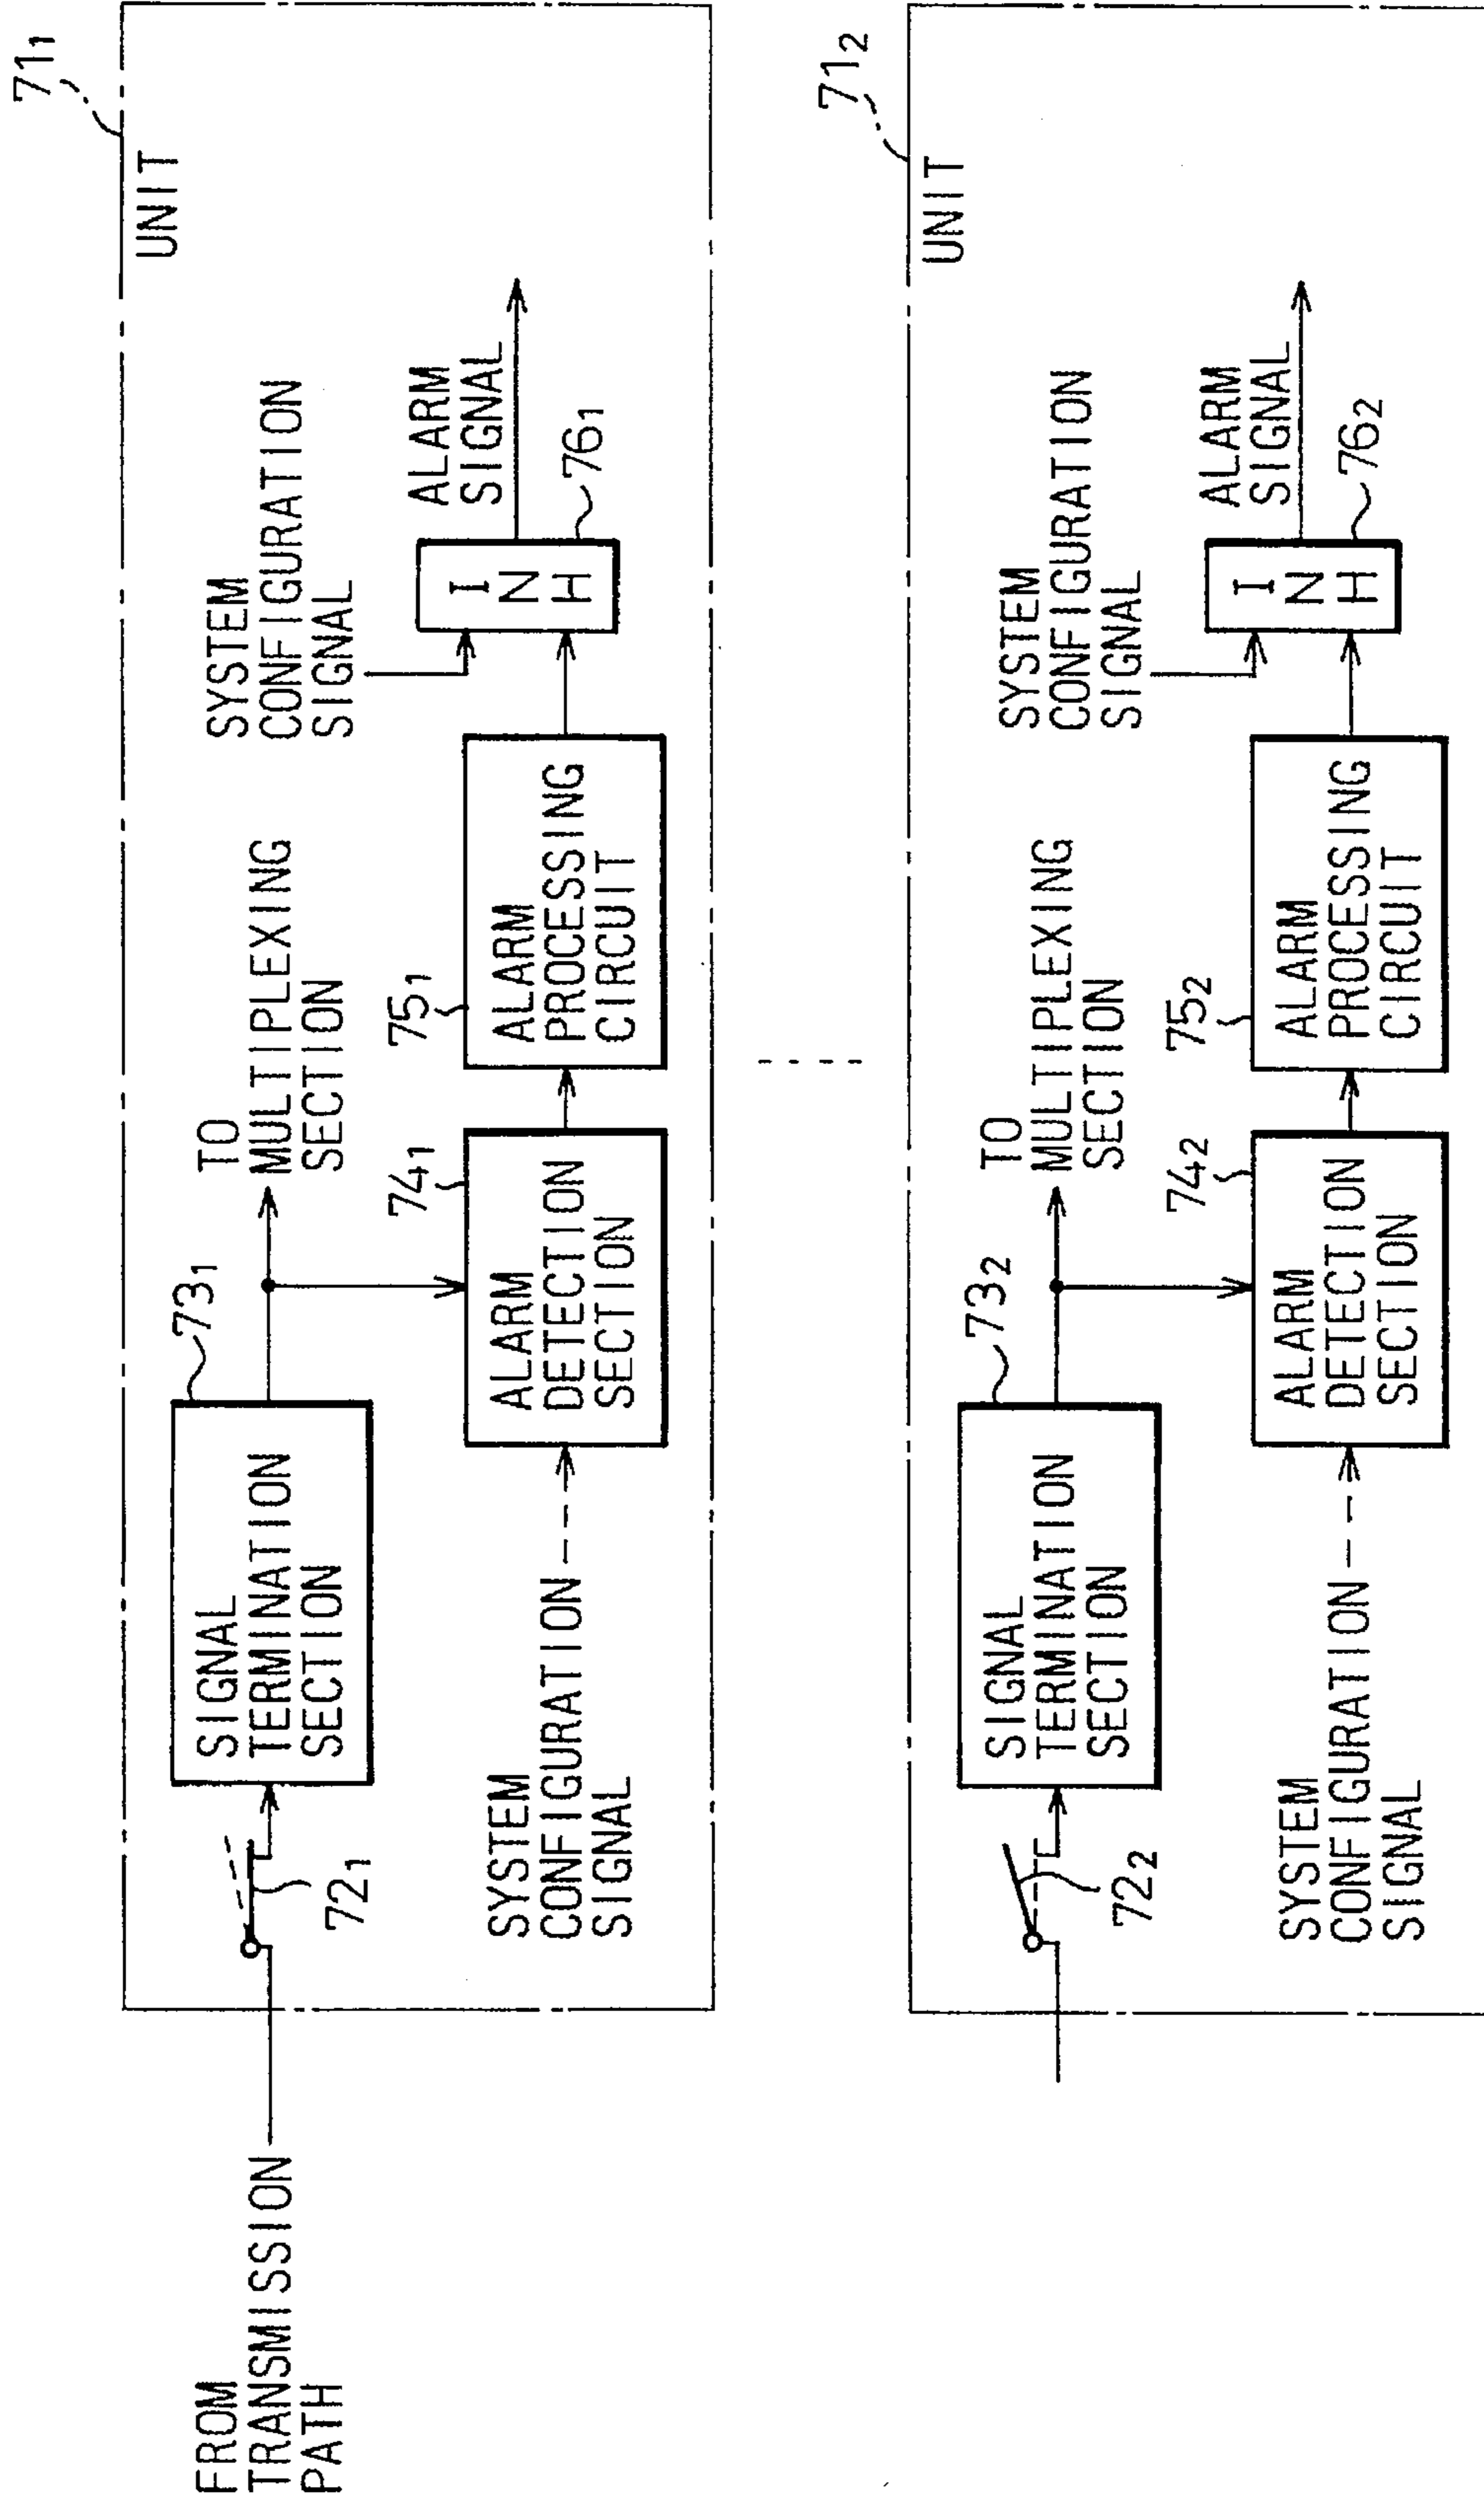 71₁
UNIT
FROM
TRANSMISSION
PATH
72₁
SIGNAL
TERMINATION
SECTION
73₁
TO
MULTIPLEXING
SECTION
SYSTEM
CONFIGURATION
SIGNAL
SYSTEM
CONFIGURATION
SIGNAL
74₁
ALARM
DETECTION
SECTION
75₁
ALARM
PROCESSING
CIRCUIT
INH
76₁
ALARM
SIGNAL
71₂
UNIT
72₂
SIGNAL
TERMINATION
SECTION
73₂
TO
MULTIPLEXING
SECTION
SYSTEM
CONFIGURATION
SIGNAL
SYSTEM
CONFIGURATION
SIGNAL
74₂
ALARM
DETECTION
SECTION
75₂
ALARM
PROCESSING
CIRCUIT
INH
76₂
ALARM
SIGNAL